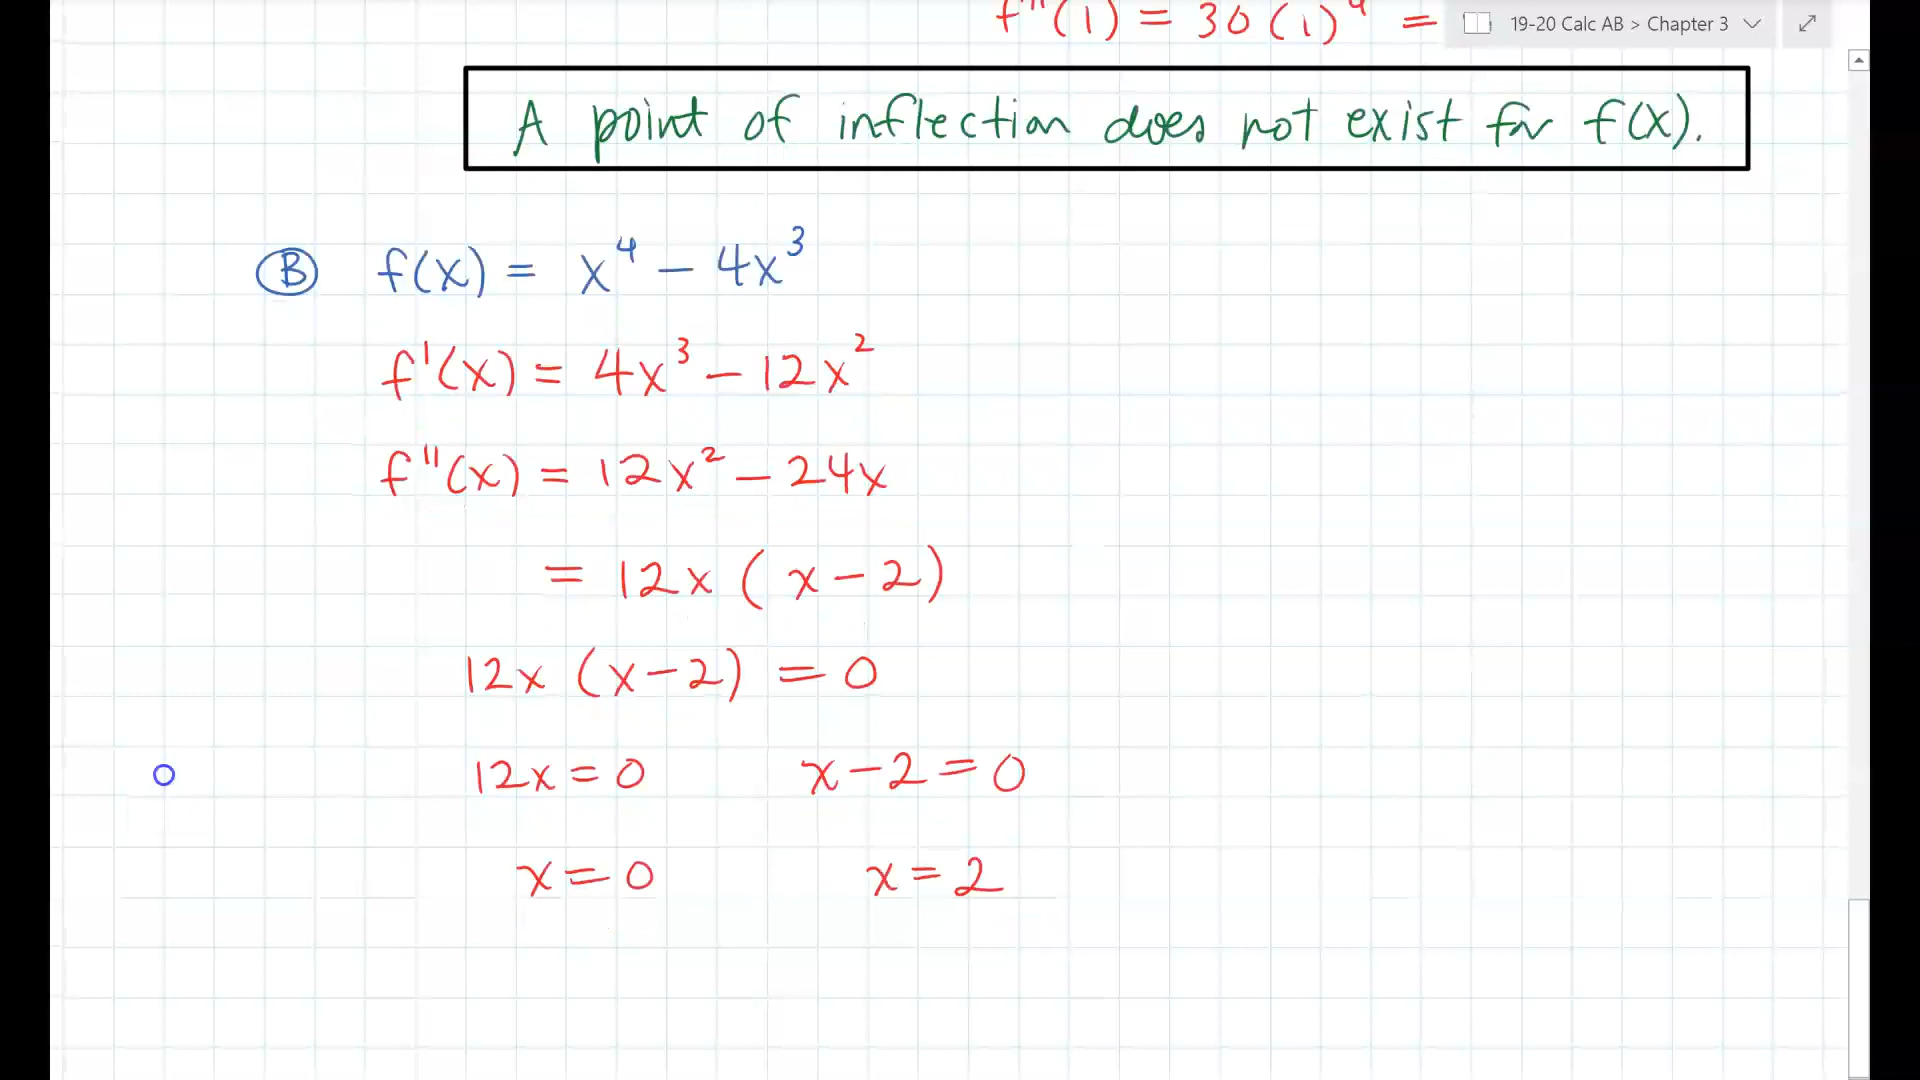 f''(1) = 30(1)⁴ =
19-20 Calc AB > Chapter 3
A point of inflection does not exist for f(x).
Ⓑ f(x) = x⁴ − 4x³
f'(x) = 4x³ − 12x²
f''(x) = 12x² − 24x
= 12x (x − 2)
12x (x − 2) = 0
12x = 0 x − 2 = 0
x = 0 x = 2